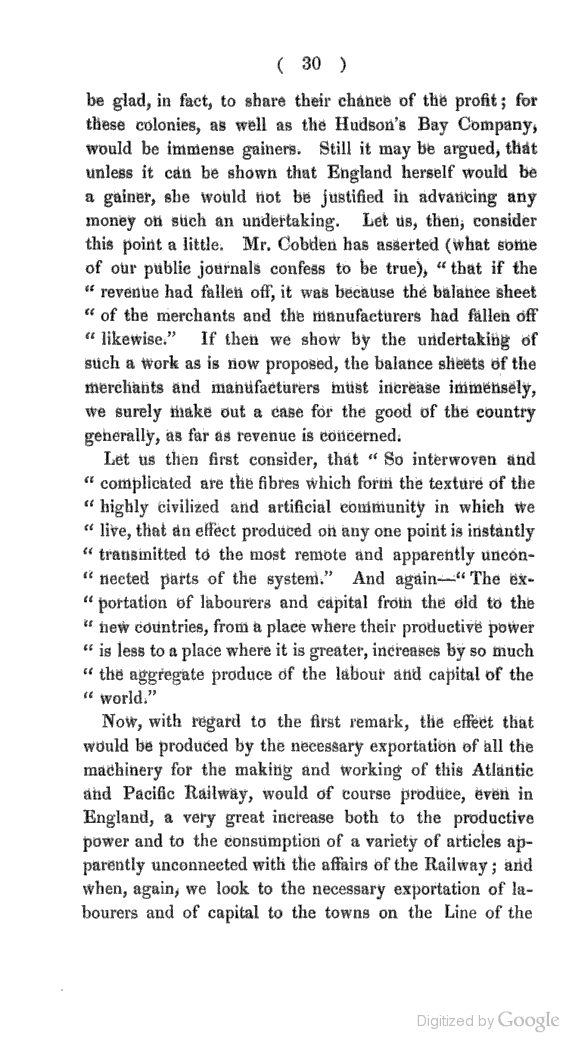 ( 30 )
be glad, in fact, to share their chance of the profit; for
these colonies, as well as the Hudson's Bay Company,
would be immense gainers. Still it may be argued, that
unless it can be shown that England herself would be
a gainer, she would not be justified in advancing any
money on such an undertaking. Let us, then, consider
this point a little. Mr. Cobden has asserted (what some
of our public journals confess to be true), “ that if the
“ revenue had fallen off, it was because the balance sheet
“ of the merchants and the manufacturers had fallen off
“ likewise.” If then we show by the undertaking of
such a work as is now proposed, the balance sheets of the
merchants and manufacturers must increase immensely,
we surely make out a case for the good of the country
generally, as far as revenue is concerned.
Let us then first consider, that “ So interwoven and
“ complicated are the fibres which form the texture of the
“ highly civilized and artificial community in which we
“ live, that an effect produced on any one point is instantly
“ transmitted to the most remote and apparently uncon-
“ nected parts of the system.” And again—“ The ex-
“ portation of labourers and capital from the old to the
“ new countries, from a place where their productive power
“ is less to a place where it is greater, increases by so much
“ the aggregate produce of the labour and capital of the
“ world.”
Now, with regard to the first remark, the effect that
would be produced by the necessary exportation of all the
machinery for the making and working of this Atlantic
and Pacific Railway, would of course produce, even in
England, a very great increase both to the productive
power and to the consumption of a variety of articles ap-
parently unconnected with the affairs of the Railway; and
when, again, we look to the necessary exportation of la-
bourers and of capital to the towns on the Line of the
Digitized by Google